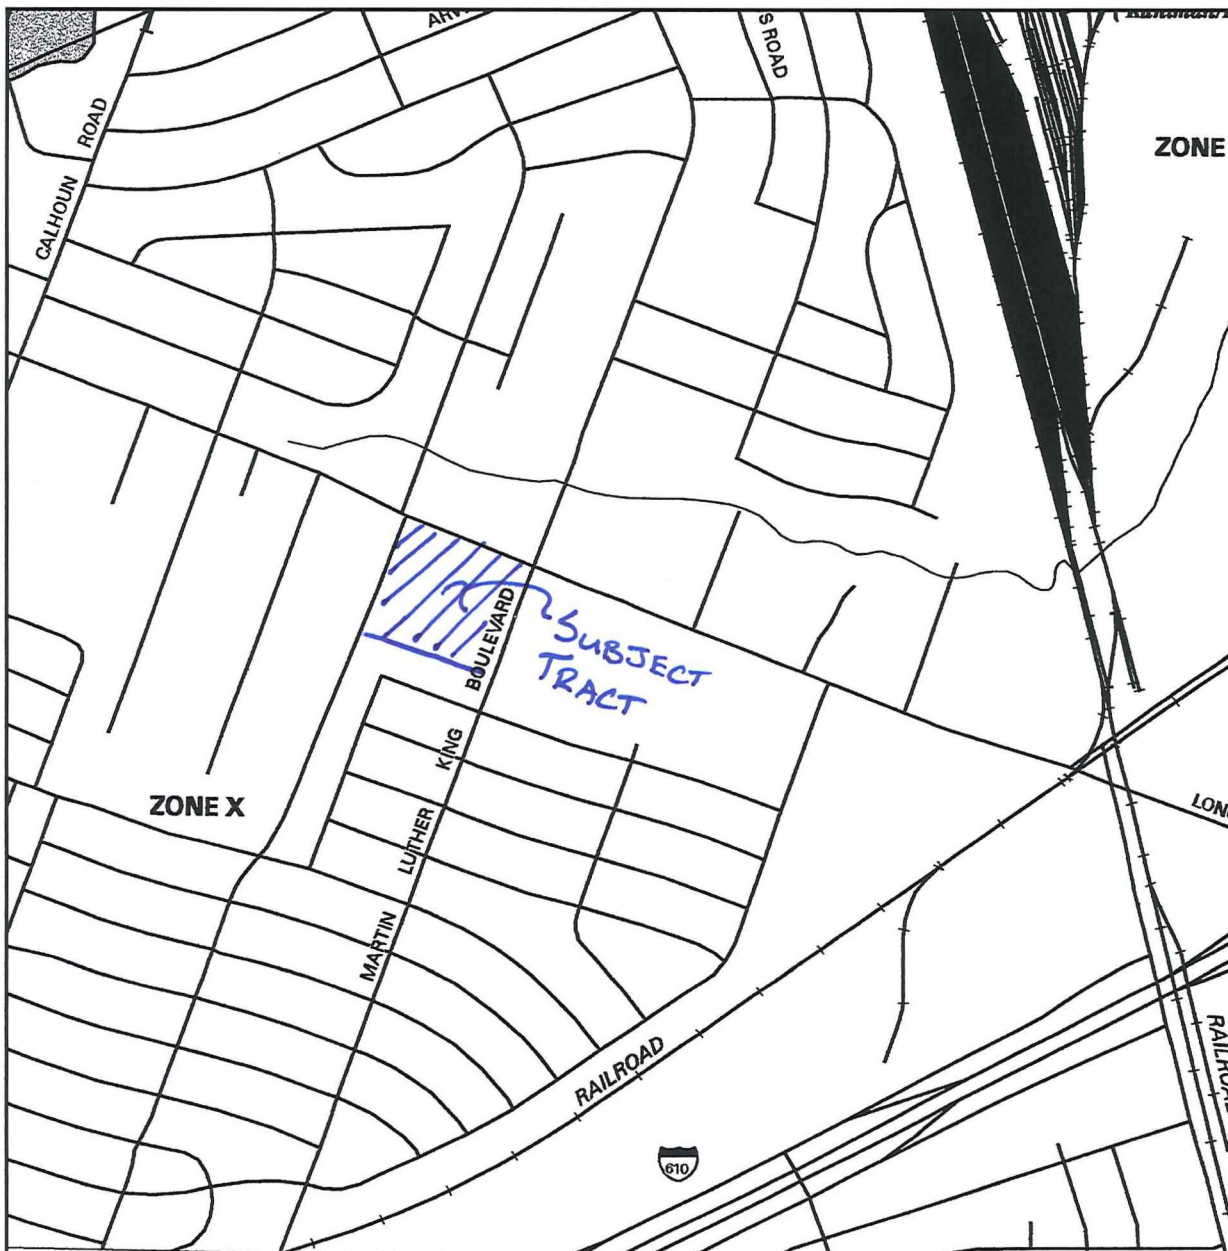 CALHOUN ROAD
S ROAD
ZONE
SUBJECT
TRACT
ZONE X
MARTIN LUTHER KING BOULEVARD
RAILROAD
610
RAILROAD